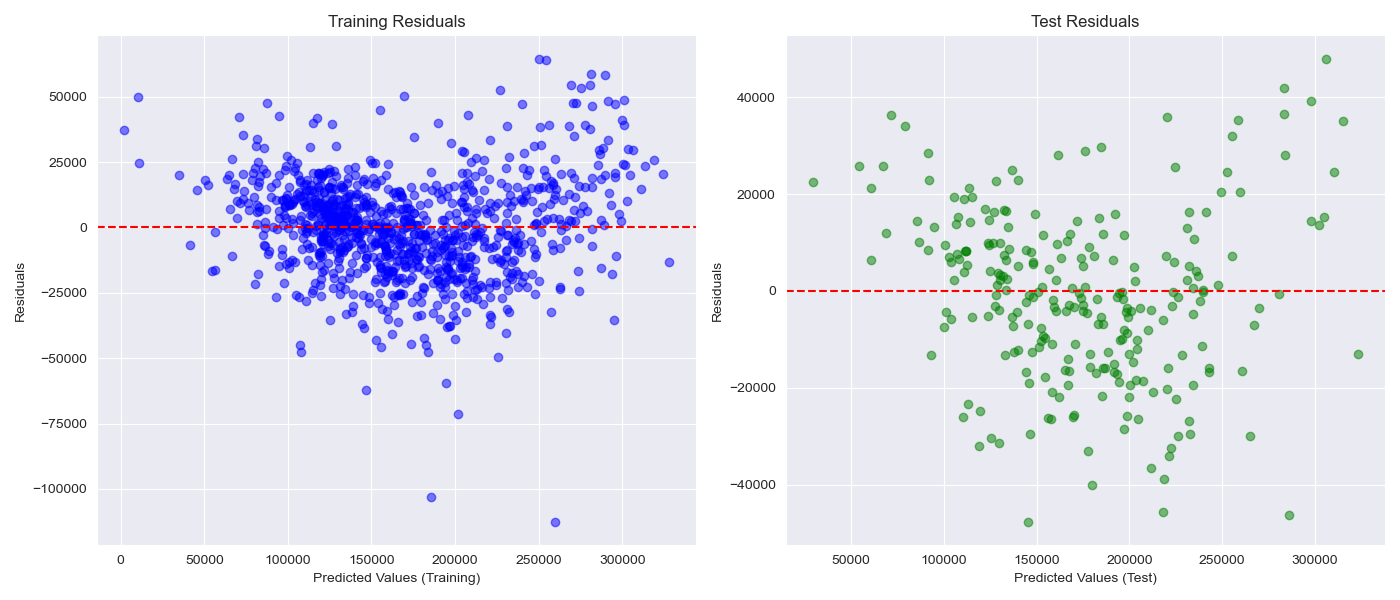 Training Residuals
Residuals
50000
25000
0
−25000
−50000
−75000
−100000
0 50000 100000 150000 200000 250000 300000
Predicted Values (Training)
Test Residuals
Residuals
40000
20000
0
−20000
−40000
50000 100000 150000 200000 250000 300000
Predicted Values (Test)